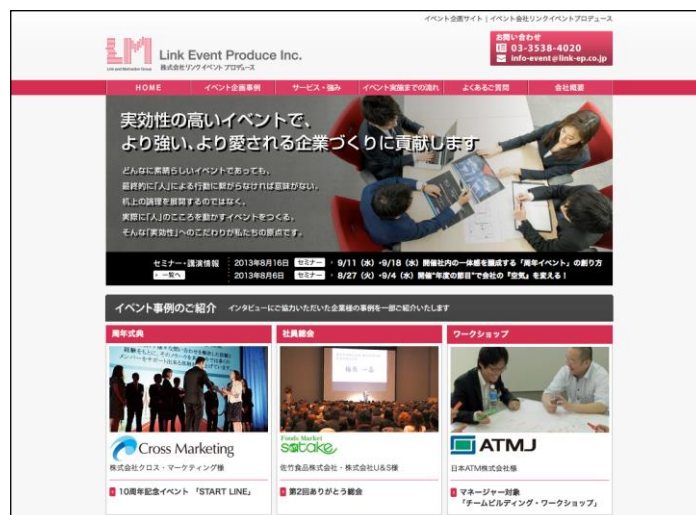 イベント企画サイト | イベント会社リンクイベントプロデュース
LM
Link and Motivation Group
Link Event Produce Inc.
株式会社リンクイベント プロデュース
お問い合わせ
03-3538-4020
info-event@link-ep.co.jp
HOME
イベント企画事例
サービス・強み
イベント実施までの流れ
よくあるご質問
会社概要
実効性の高いイベントで、
より強い、より愛される企業づくりに貢献します
どんなに素晴らしいイベントであっても、
最終的に「人」による行動に繋がらなければ意味がない。
机上の論理を展開するのではなく、
実際に「人」のこころを動かすイベントをつくる。
そんな「実効性」へのこだわりが私たちの原点です。
セミナー・講演情報
一覧へ
2013年8月16日 セミナー 9/11（水）・9/18（水）開催社内の一体感を醸成する「周年イベント」の創り方
2013年8月6日 セミナー 8/27（火）・9/4（水）開催“年度の節目”で会社の『空気』を変える！
イベント事例のご紹介 インタビューにご協力いただいた企業様の事例を一部ご紹介いたします
周年式典
Cross Marketing
株式会社クロス・マーケティング様
10周年記念イベント 「START LINE」
社員総会
Foods Market
satake
佐竹食品株式会社・株式会社U&S様
第2回ありがとう総会
ワークショップ
ATMJ
日本ATM株式会社様
マネージャー対象
「チームビルディング・ワークショップ」